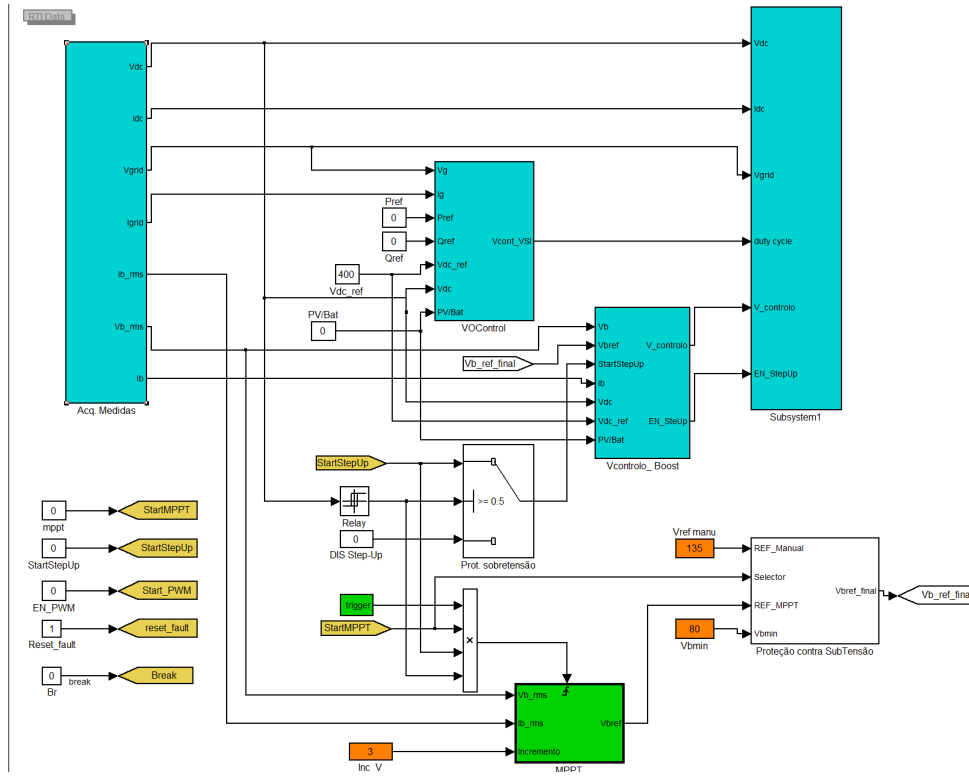 RTI Data
Vdc
idc
Vgrid
Igrid
Ib_rms
Vb_rms
Ib
Acq. Medidas
Pref
0
0
Qref
400
Vdc_ref
PV/Bat
0
Vg
Ig
Pref
Qref
Vdc_ref
Vdc
PV/Bat
Vcont_VSI
VOControl
Vb_ref_final
Vb
Vbref
StartStepUp
Ib
Vdc
Vdc_ref
PV/Bat
V_controlo
EN_SteUp
Vcontrolo_ Boost
Vdc
Idc
Vgrid
duty cycle
V_controlo
EN_StepUp
Subsystem1
StartStepUp
Relay
0
DIS Step-Up
>= 0.5
Prot. sobretensão
0
mppt
StartMPPT
0
StartStepUp
StartStepUp
0
EN_PWM
Start_PWM
1
Reset_fault
reset_fault
0
Br
break
Break
trigger
StartMPPT
×
Vb_rms
Ib_rms
Incremento
Vbref
MPPT
3
Inc_V
Vref manu
135
80
Vbmin
REF_Manual
Selector
REF_MPPT
Vbmin
Vbref_final
Proteção contra SubTensão
Vb_ref_final